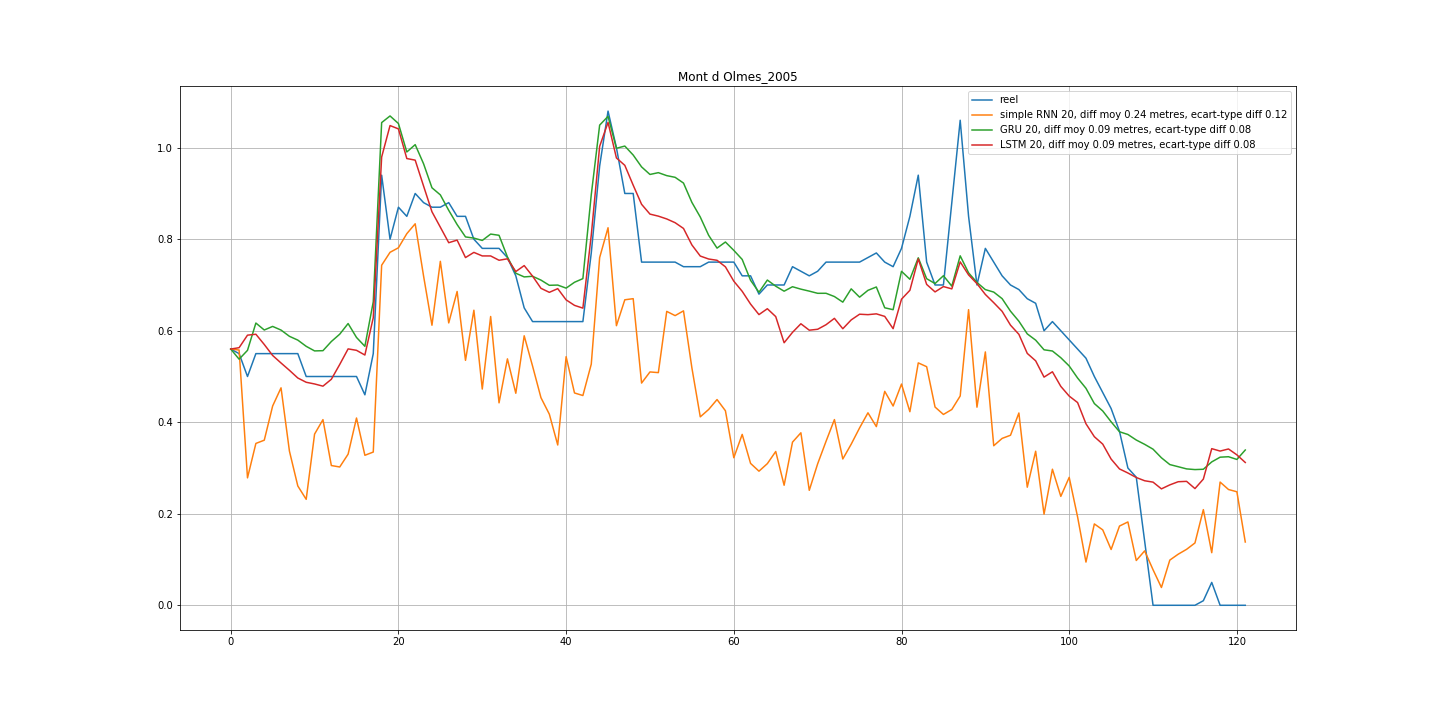 Mont d Olmes_2005
reel
simple RNN 20, diff moy 0.24 metres, ecart-type diff 0.12
GRU 20, diff moy 0.09 metres, ecart-type diff 0.08
LSTM 20, diff moy 0.09 metres, ecart-type diff 0.08
1.0
0.8
0.6
0.4
0.2
0.0
0 20 40 60 80 100 120